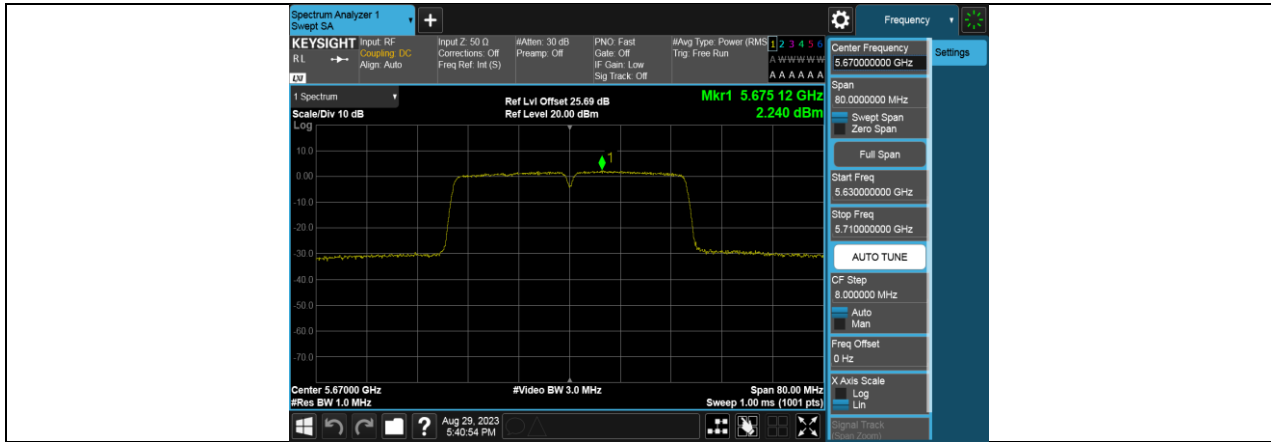 Spectrum Analyzer 1
Swept SA
+
Frequency
KEYSIGHT
RL
LXI
Input: RF
Coupling: DC
Align: Auto
Input Z: 50 Ω
Corrections: Off
Freq Ref: Int (S)
#Atten: 30 dB
Preamp: Off
PNO: Fast
Gate: Off
IF Gain: Low
Sig Track: Off
#Avg Type: Power (RMS
Trig: Free Run
1 2 3 4 5 6
A W W W W W
A A A A A A
1 Spectrum
Scale/Div 10 dB
Ref Lvl Offset 25.69 dB
Ref Level 20.00 dBm
Mkr1 5.675 12 GHz
2.240 dBm
Log
10.0
0.00
-10.0
-20.0
-30.0
-40.0
-50.0
-60.0
-70.0
1
Center 5.67000 GHz
#Res BW 1.0 MHz
#Video BW 3.0 MHz
Span 80.00 MHz
Sweep 1.00 ms (1001 pts)
Center Frequency
5.670000000 GHz
Settings
Span
80.0000000 MHz
Swept Span
Zero Span
Full Span
Start Freq
5.630000000 GHz
Stop Freq
5.710000000 GHz
AUTO TUNE
CF Step
8.000000 MHz
Auto
Man
Freq Offset
0 Hz
X Axis Scale
Log
Lin
Signal Track
(Span Zoom)
?
Aug 29, 2023
5:40:54 PM